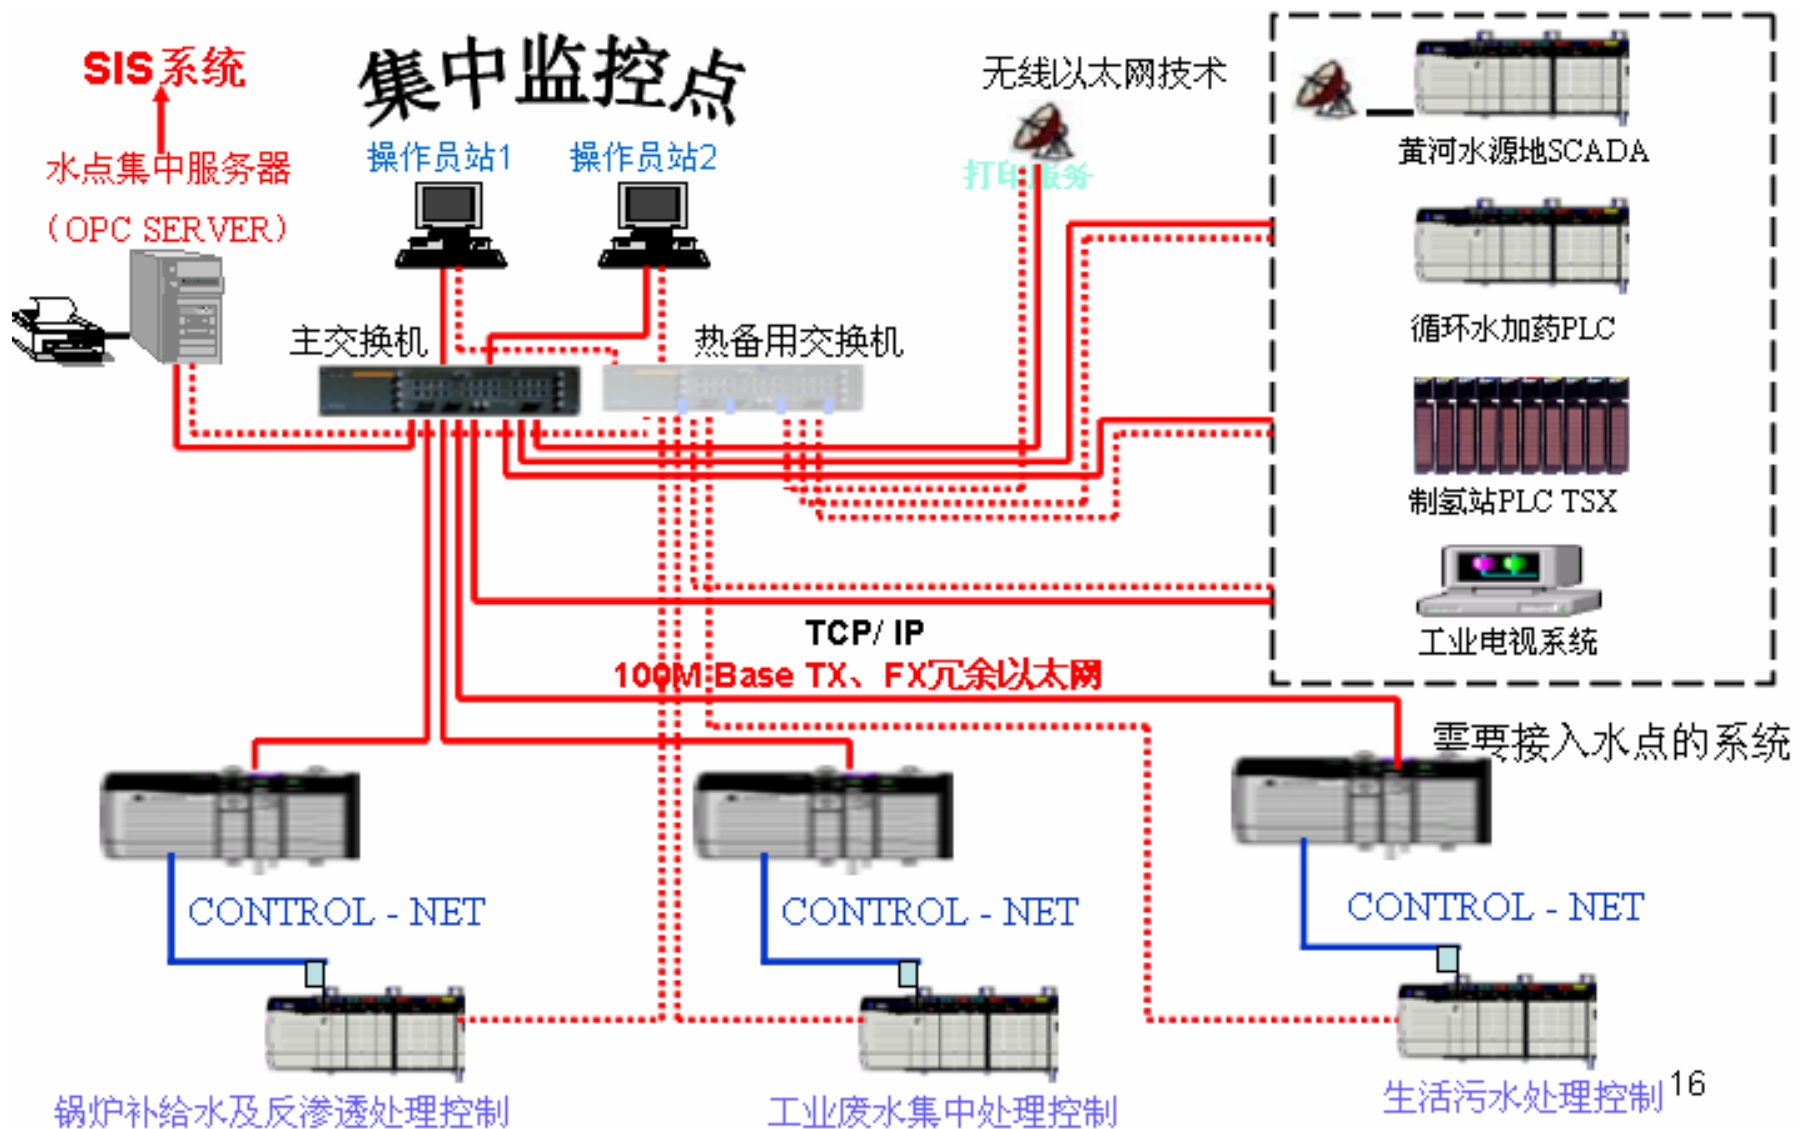 SIS系统
集中监控点
无线以太网技术
水点集中服务器
（OPC SERVER）
操作员站1
操作员站2
打印服务
黄河水源地SCADA
循环水加药PLC
主交换机
热备用交换机
制氢站PLC TSX
工业电视系统
TCP/ IP
100M Base TX、FX冗余以太网
需要接入水点的系统
CONTROL - NET
CONTROL - NET
CONTROL - NET
锅炉补给水及反渗透处理控制
工业废水集中处理控制
生活污水处理控制
16